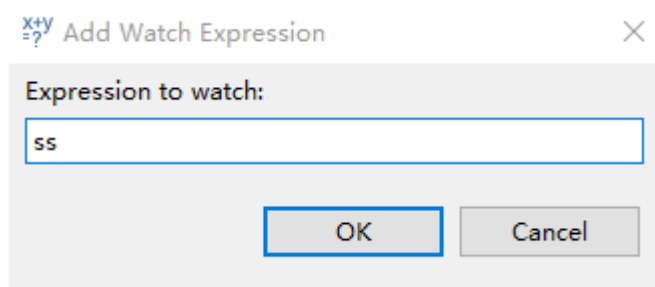 x+y
=?
Add Watch Expression
Expression to watch:
ss
OK
Cancel